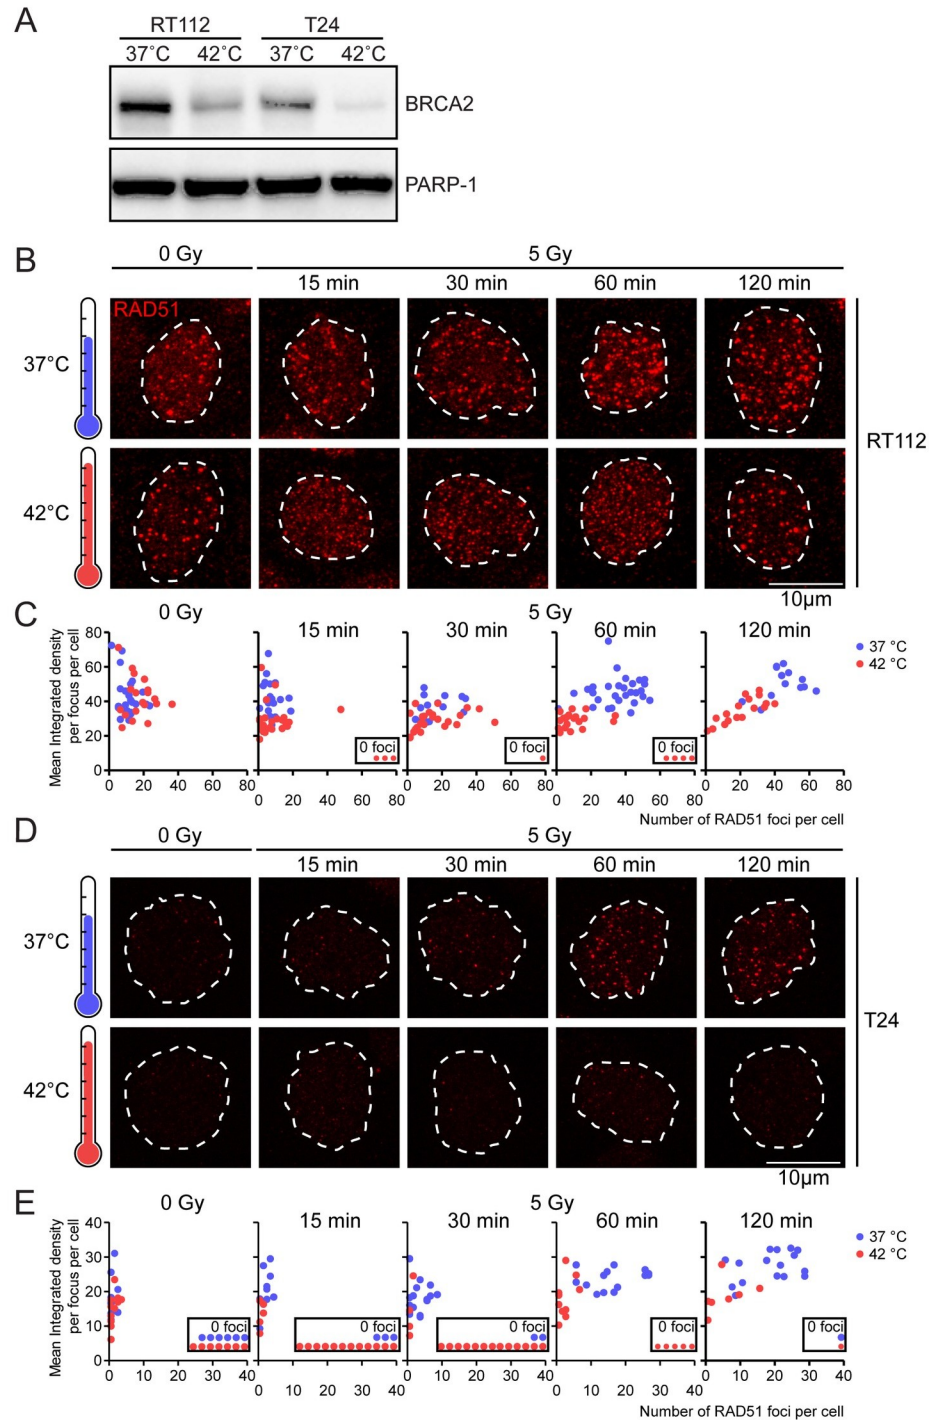 A
RT112 T24
37˚C 42˚C 37˚C 42˚C
BRCA2
PARP-1
B
0 Gy 5 Gy
15 min 30 min 60 min 120 min
RAD51
37°C
RT112
42°C
10µm
C
0 Gy 5 Gy
15 min 30 min 60 min 120 min
Mean Integrated density
per focus per cell
80
60
40
20
0
0 foci 0 foci 0 foci
37 °C
42 °C
0 20 40 60 80 0 20 40 60 80 0 20 40 60 80 0 20 40 60 80 0 20 40 60 80
Number of RAD51 foci per cell
D
0 Gy 5 Gy
15 min 30 min 60 min 120 min
37°C
T24
42°C
10µm
E
0 Gy 5 Gy
15 min 30 min 60 min 120 min
Mean Integrated density
per focus per cell
40
30
20
10
0
0 foci 0 foci 0 foci 0 foci 0 foci
37 °C
42 °C
0 10 20 30 40 0 10 20 30 40 0 10 20 30 40 0 10 20 30 40 0 10 20 30 40
Number of RAD51 foci per cell